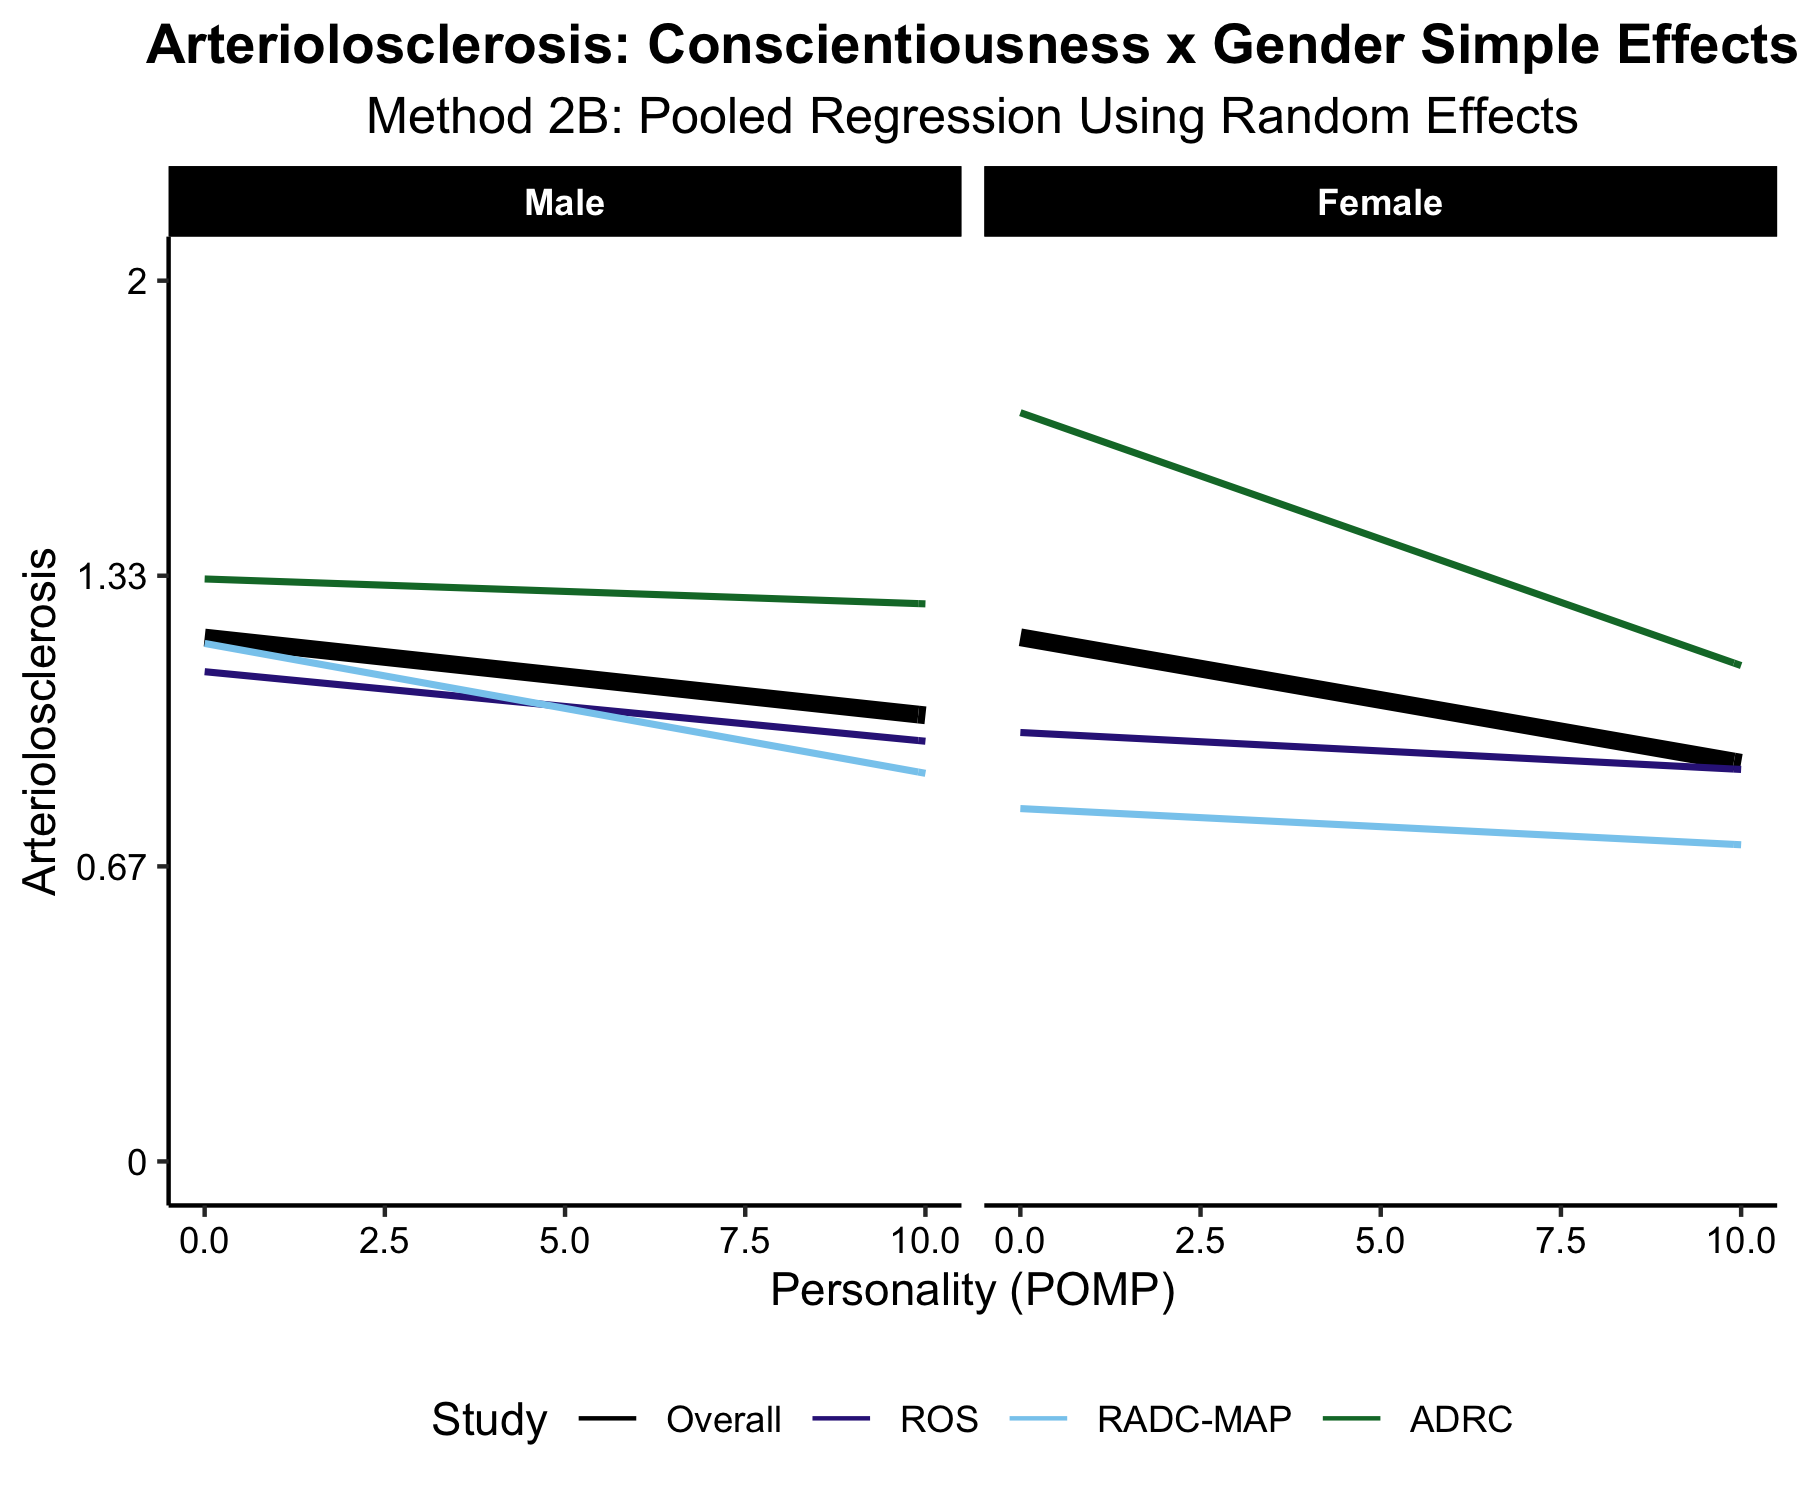 Arteriolosclerosis: Conscientiousness x Gender Simple Effects
Method 2B: Pooled Regression Using Random Effects
Male
Female
Arteriolosclerosis
2
1.33
0.67
0
0.0 2.5 5.0 7.5 10.0
0.0 2.5 5.0 7.5 10.0
Personality (POMP)
Study Overall ROS RADC-MAP ADRC